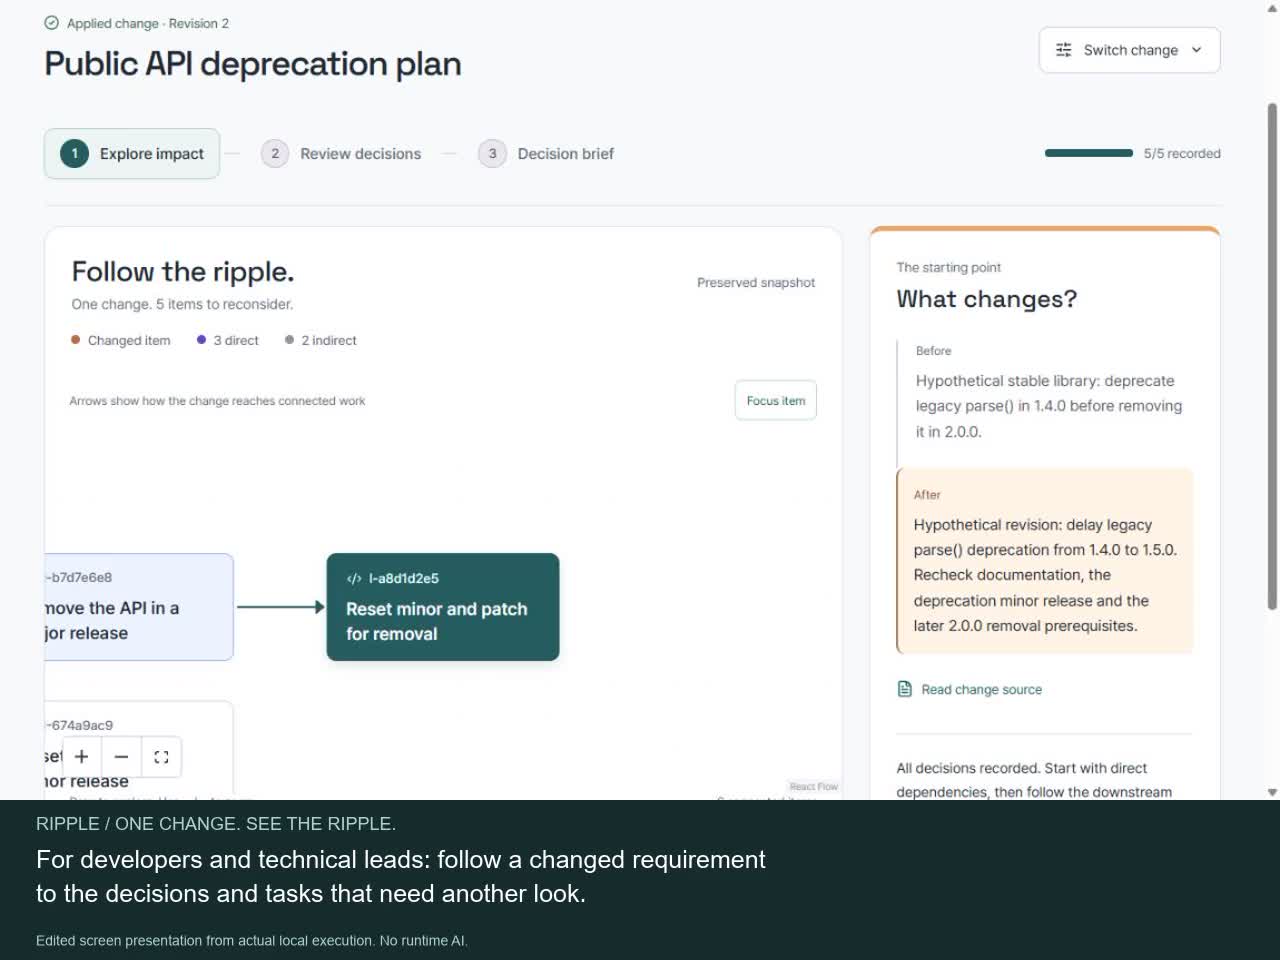 Applied change · Revision 2
Public API deprecation plan
Switch change
1 Explore impact
2 Review decisions
3 Decision brief
5/5 recorded
Follow the ripple.
One change. 5 items to reconsider.
Preserved snapshot
Changed item
3 direct
2 indirect
Arrows show how the change reaches connected work
Focus item
-b7d7e6e8
move the API in a
jor release
I-a8d1d2e5
Reset minor and patch
for removal
-674a9ac9
nor release
React Flow
The starting point
What changes?
Before
Hypothetical stable library: deprecate
legacy parse() in 1.4.0 before removing
it in 2.0.0.
After
Hypothetical revision: delay legacy
parse() deprecation from 1.4.0 to 1.5.0.
Recheck documentation, the
deprecation minor release and the
later 2.0.0 removal prerequisites.
Read change source
All decisions recorded. Start with direct
dependencies, then follow the downstream
RIPPLE / ONE CHANGE. SEE THE RIPPLE.
For developers and technical leads: follow a changed requirement
to the decisions and tasks that need another look.
Edited screen presentation from actual local execution. No runtime AI.